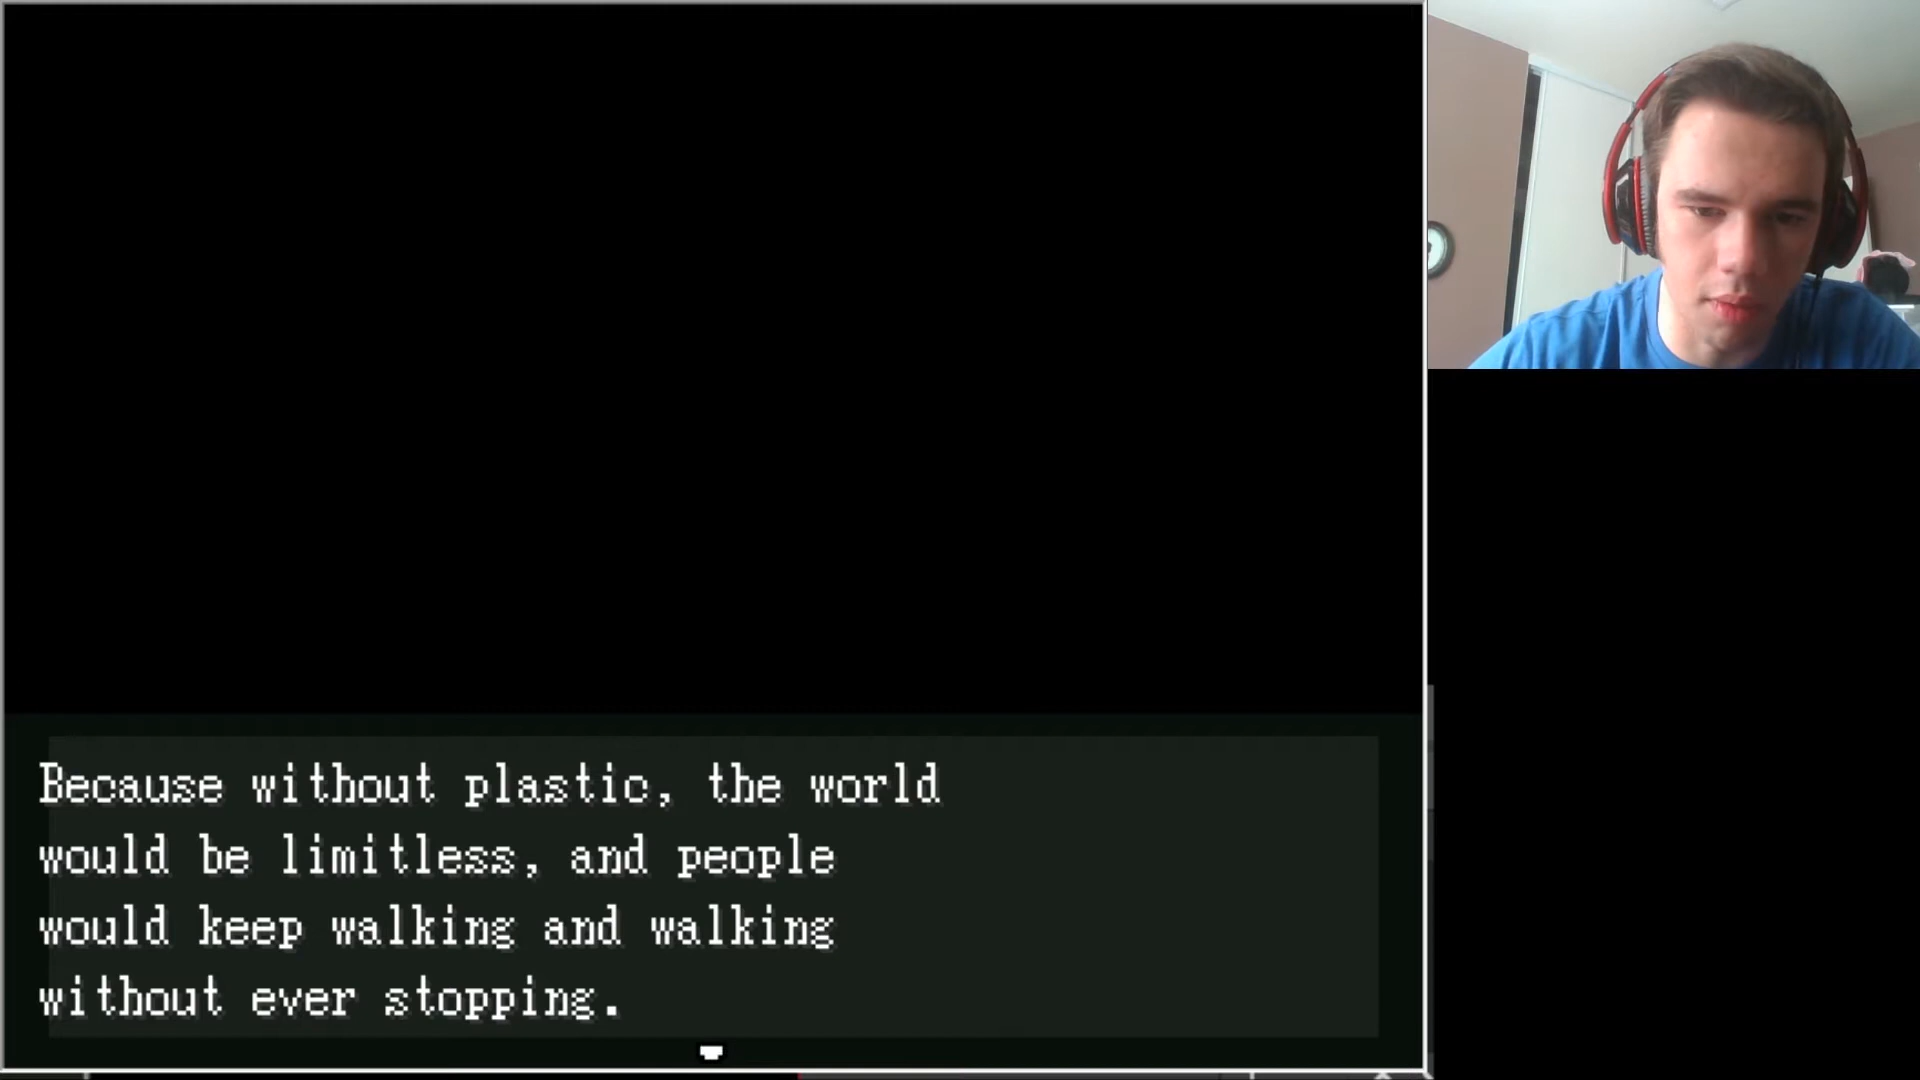 Because without plastic, the world
would be limitless, and people
would keep walking and walking
without ever stopping.